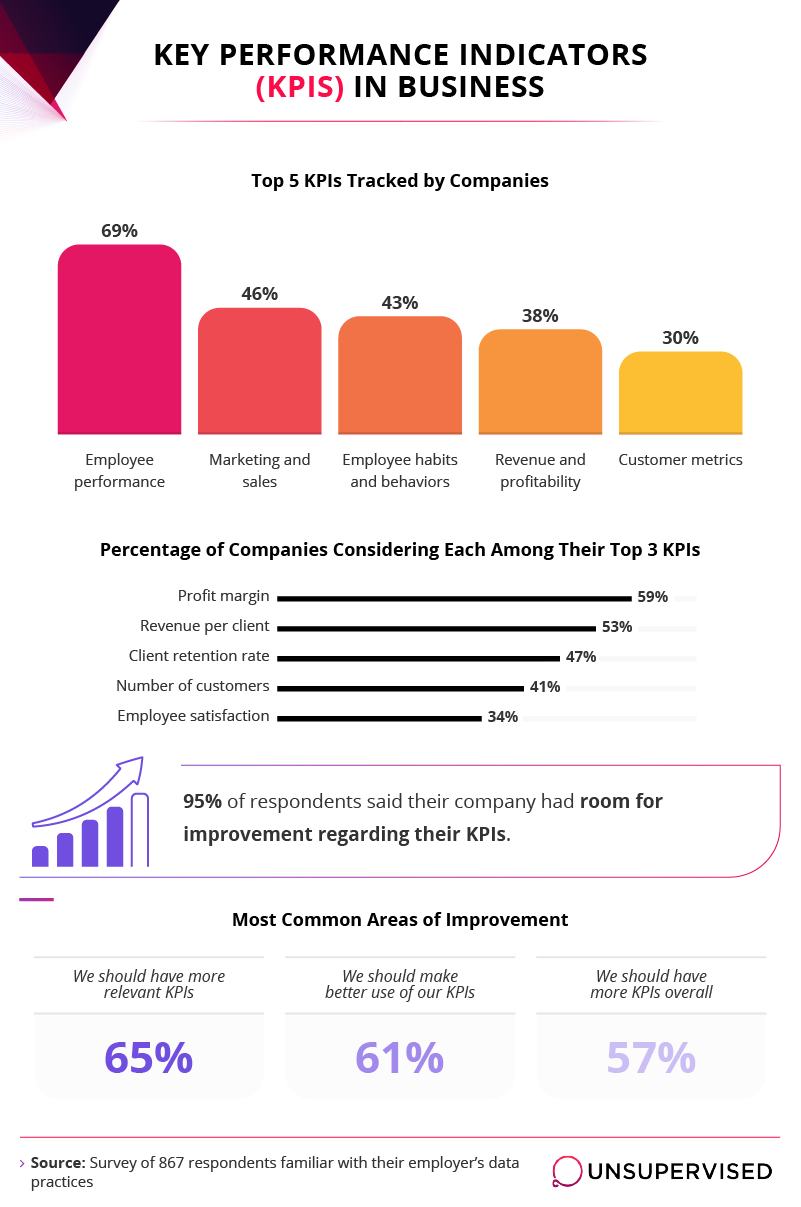 KEY PERFORMANCE INDICATORS
(KPIS) IN BUSINESS
Top 5 KPIs Tracked by Companies
69%
46%
43%
38%
30%
Employee
performance
Marketing and
sales
Employee habits
and behaviors
Revenue and
profitability
Customer metrics
Percentage of Companies Considering Each Among Their Top 3 KPIs
Profit margin 59%
Revenue per client 53%
Client retention rate 47%
Number of customers 41%
Employee satisfaction 34%
95% of respondents said their company had room for
improvement regarding their KPIs.
Most Common Areas of Improvement
We should have more
relevant KPIs
65%
We should make
better use of our KPIs
61%
We should have
more KPIs overall
57%
› Source: Survey of 867 respondents familiar with their employer’s data
practices
UNSUPERVISED